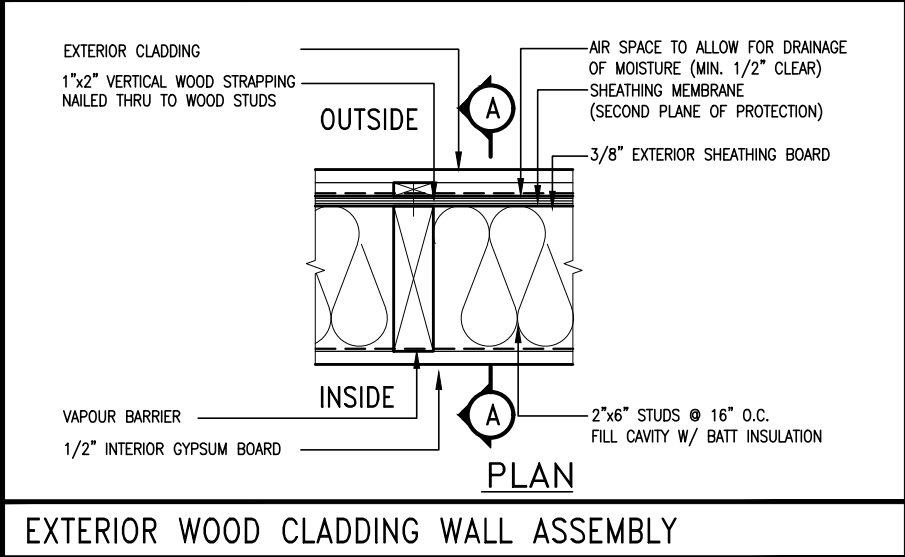 EXTERIOR CLADDING
1”x2” VERTICAL WOOD STRAPPING
NAILED THRU TO WOOD STUDS
OUTSIDE
A
AIR SPACE TO ALLOW FOR DRAINAGE
OF MOISTURE (MIN. 1/2” CLEAR)
SHEATHING MEMBRANE
(SECOND PLANE OF PROTECTION)
3/8” EXTERIOR SHEATHING BOARD
INSIDE
VAPOUR BARRIER
1/2” INTERIOR GYPSUM BOARD
A
2”x6” STUDS @ 16” O.C.
FILL CAVITY W/ BATT INSULATION
PLAN
EXTERIOR WOOD CLADDING WALL ASSEMBLY